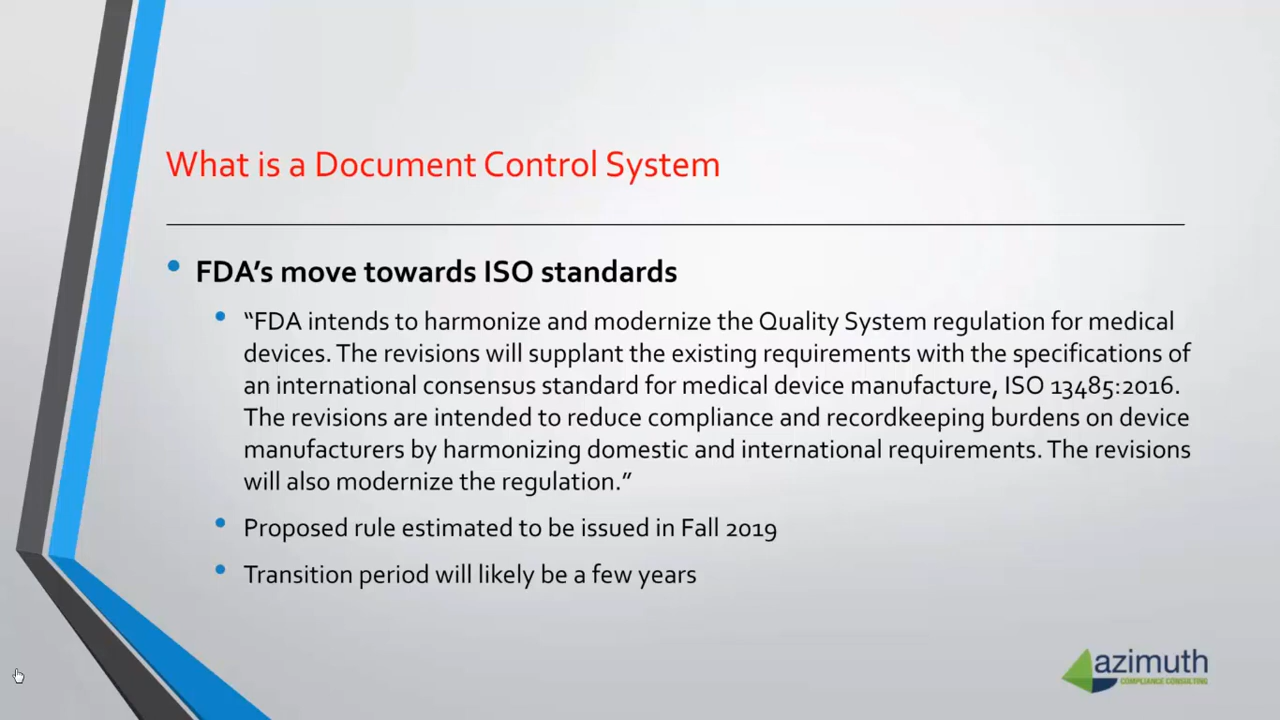 What is a Document Control System
• FDA’s move towards ISO standards
• “FDA intends to harmonize and modernize the Quality System regulation for medical
devices. The revisions will supplant the existing requirements with the specifications of
an international consensus standard for medical device manufacture, ISO 13485:2016.
The revisions are intended to reduce compliance and recordkeeping burdens on device
manufacturers by harmonizing domestic and international requirements. The revisions
will also modernize the regulation.”
• Proposed rule estimated to be issued in Fall 2019
• Transition period will likely be a few years
azimuth
COMPLIANCE CONSULTING